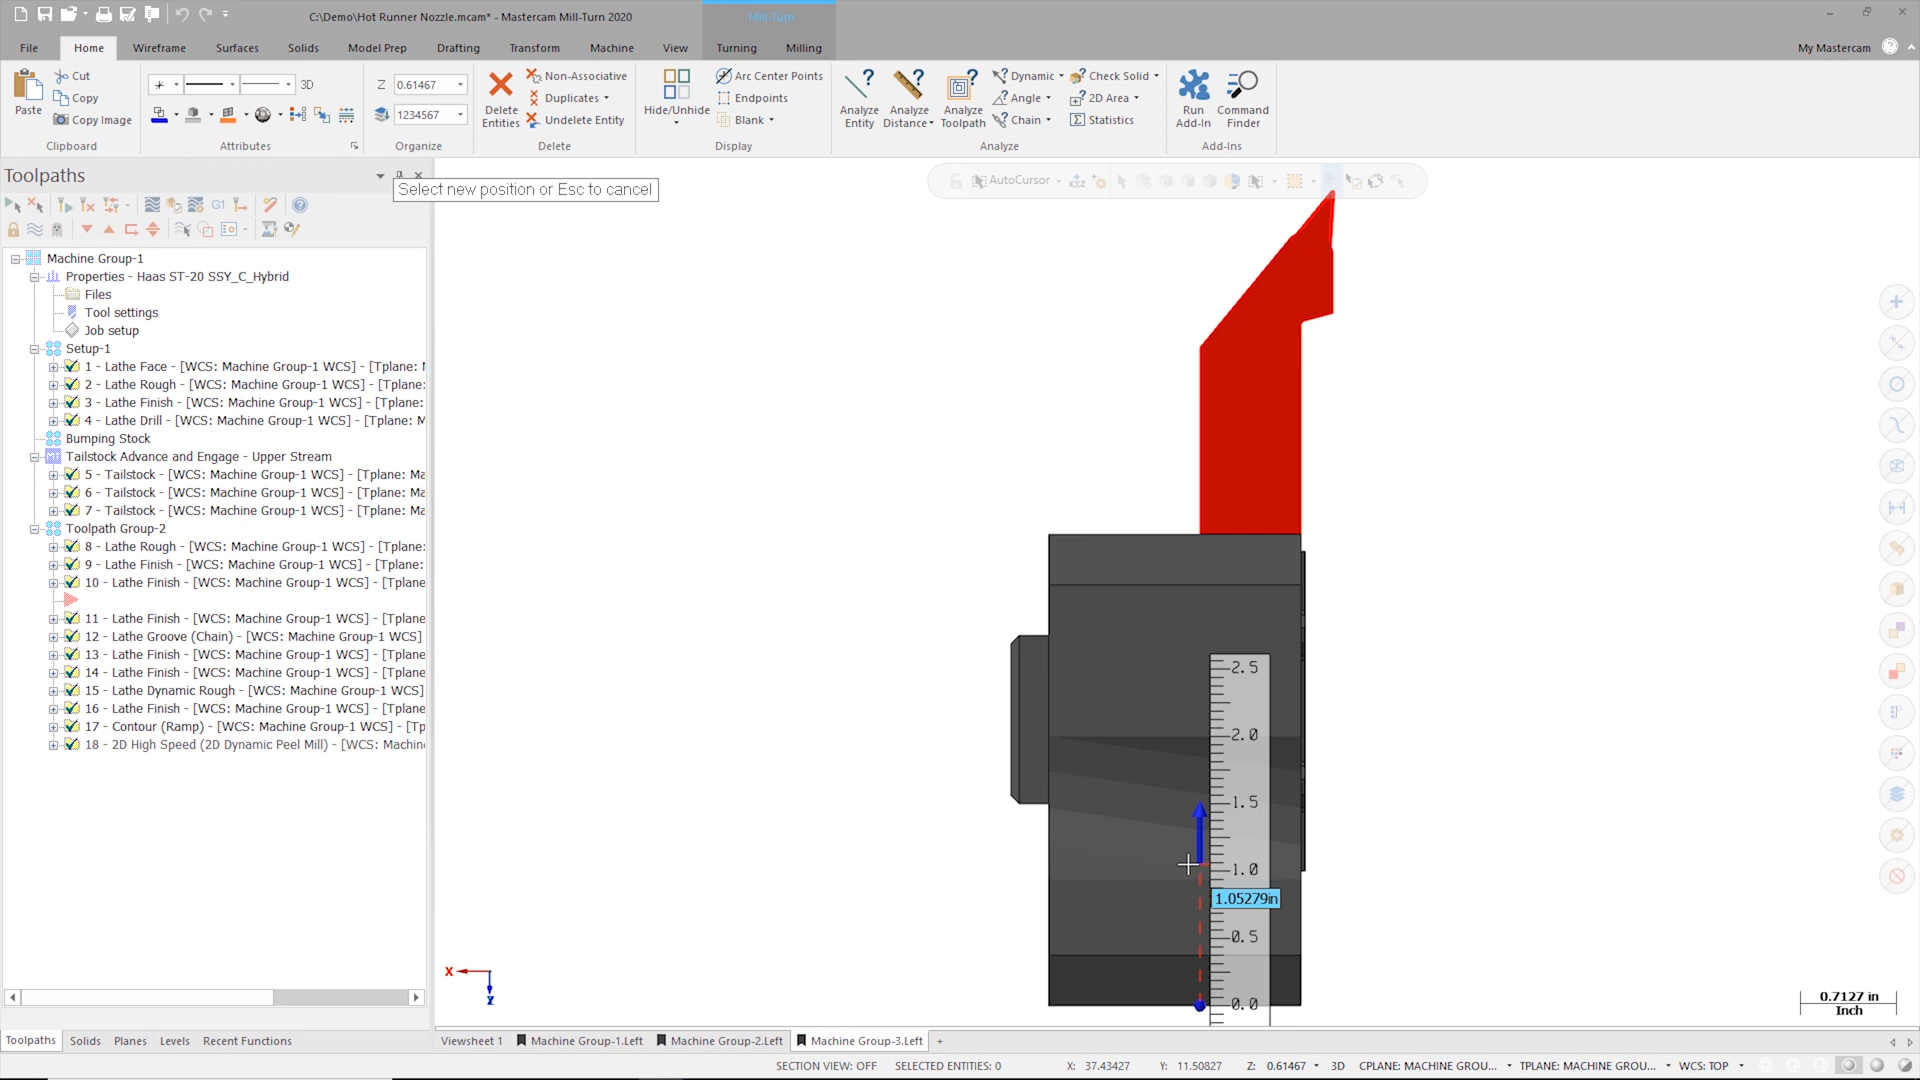 C:\Demo\Hot Runner Nozzle.mcam* - Mastercam Mill-Turn 2020
Mill-Turn
File Home Wireframe Surfaces Solids Model Prep Drafting Transform Machine View Turning Milling My Mastercam
Paste
Cut
Copy
Copy Image
Clipboard
3D
Attributes
Z 0.61467
1234567
Organize
Delete Entities
Non-Associative
Duplicates
Undelete Entity
Delete
Hide/Unhide
Arc Center Points
Endpoints
Blank
Display
Analyze Entity
Analyze Distance
Analyze Toolpath
Dynamic
Angle
Chain
Check Solid
2D Area
Statistics
Analyze
Run Add-In
Command Finder
Add-Ins
Toolpaths
Select new position or Esc to cancel
AutoCursor
G1
Machine Group-1
Properties - Haas ST-20 SSY_C_Hybrid
Files
Tool settings
Job setup
Setup-1
1 - Lathe Face - [WCS: Machine Group-1 WCS] - [Tplane:
2 - Lathe Rough - [WCS: Machine Group-1 WCS] - [Tplane:
3 - Lathe Finish - [WCS: Machine Group-1 WCS] - [Tplane:
4 - Lathe Drill - [WCS: Machine Group-1 WCS] - [Tplane: M
Bumping Stock
Tailstock Advance and Engage - Upper Stream
5 - Tailstock - [WCS: Machine Group-1 WCS] - [Tplane: Ma
6 - Tailstock - [WCS: Machine Group-1 WCS] - [Tplane: Ma
7 - Tailstock - [WCS: Machine Group-1 WCS] - [Tplane: Ma
Toolpath Group-2
8 - Lathe Rough - [WCS: Machine Group-1 WCS] - [Tplane:
9 - Lathe Finish - [WCS: Machine Group-1 WCS] - [Tplane:
10 - Lathe Finish - [WCS: Machine Group-1 WCS] - [Tplane
11 - Lathe Finish - [WCS: Machine Group-1 WCS] - [Tplane
12 - Lathe Groove (Chain) - [WCS: Machine Group-1 WCS]
13 - Lathe Finish - [WCS: Machine Group-1 WCS] - [Tplane
14 - Lathe Finish - [WCS: Machine Group-1 WCS] - [Tplane
15 - Lathe Dynamic Rough - [WCS: Machine Group-1 WCS]
16 - Lathe Finish - [WCS: Machine Group-1 WCS] - [Tplane
17 - Contour (Ramp) - [WCS: Machine Group-1 WCS] - [Tp
18 - 2D High Speed (2D Dynamic Peel Mill) - [WCS: Machin
2.5
2.0
1.5
1.0
1.05279in
0.5
0.0
X
Z
0.7127 in
Inch
Toolpaths Solids Planes Levels Recent Functions
Viewsheet 1 Machine Group-1.Left Machine Group-2.Left Machine Group-3.Left +
SECTION VIEW: OFF SELECTED ENTITIES: 0 X: 37.43427 Y: 11.50827 Z: 0.61467 3D CPLANE: MACHINE GROU... TPLANE: MACHINE GROU... WCS: TOP